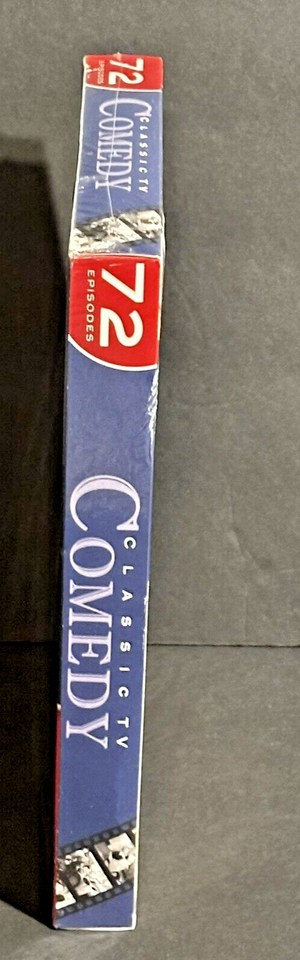 72
EPISODES
CLASSIC TV
COMEDY
72
EPISODES
CLASSIC TV
COMEDY